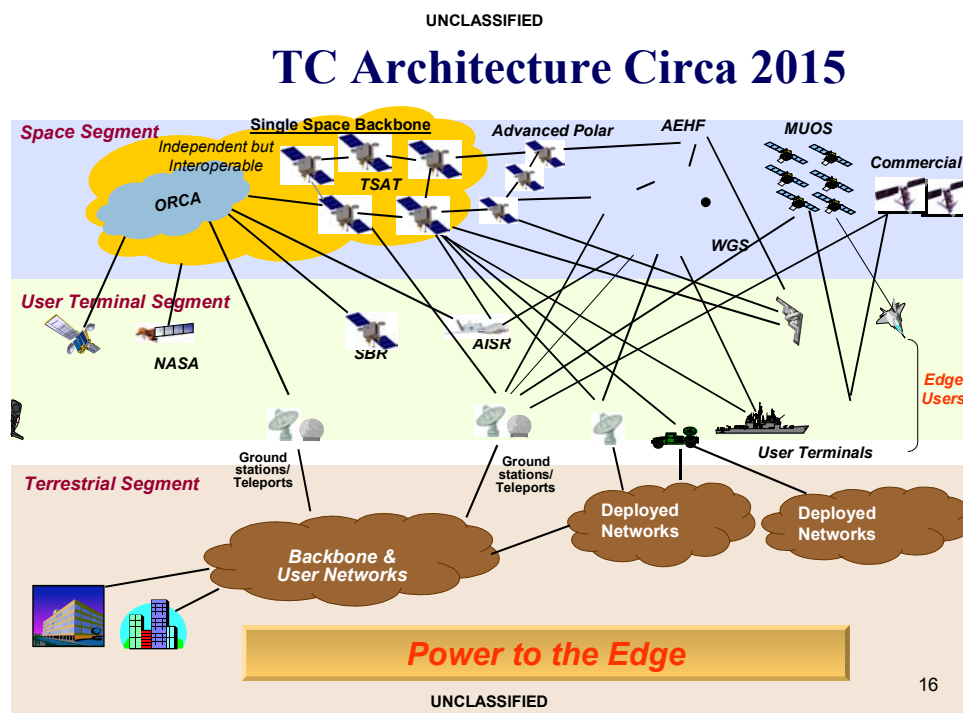 UNCLASSIFIED
TC Architecture Circa 2015
Space Segment
Single Space Backbone
Independent but
Interoperable
ORCA
TSAT
Advanced Polar
AEHF
MUOS
Commercial
WGS
User Terminal Segment
NASA
SBR
AISR
Edge
Users
User Terminals
Ground
stations/
Teleports
Ground
stations/
Teleports
Terrestrial Segment
Backbone &
User Networks
Deployed
Networks
Deployed
Networks
Power to the Edge
16
UNCLASSIFIED